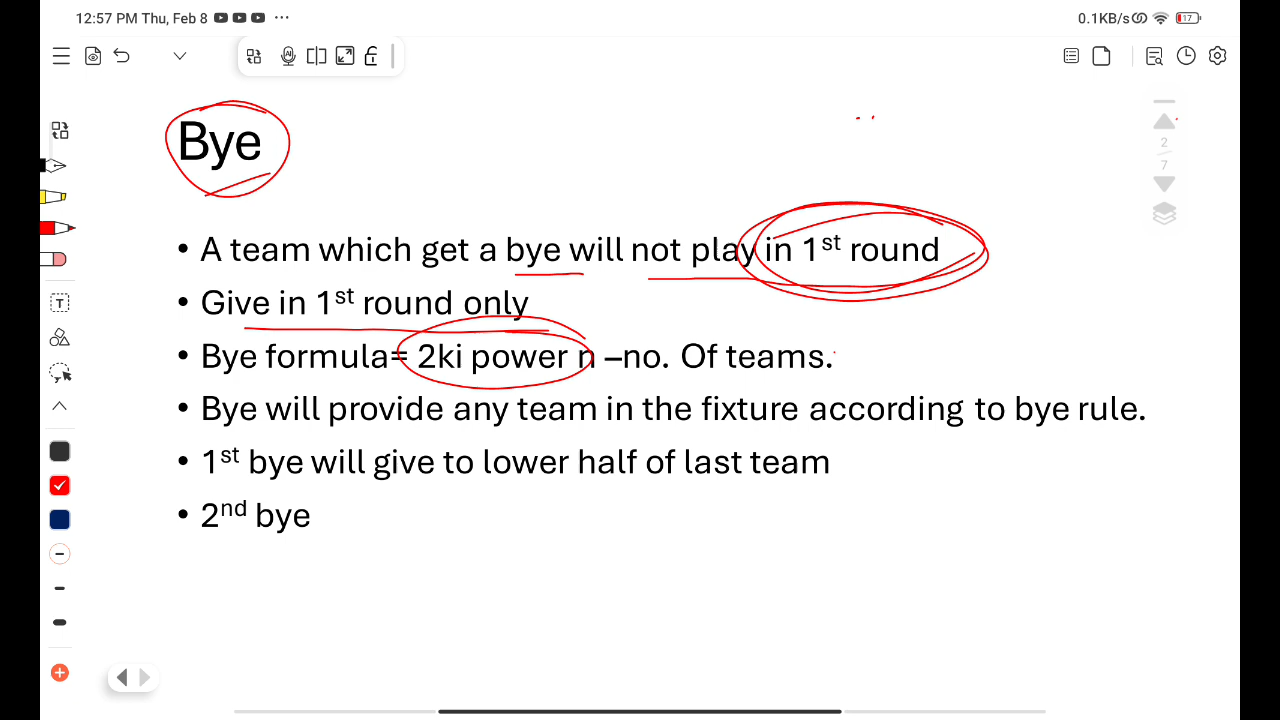 12:57 PM Thu, Feb 8
0.1KB/s
17
Bye
• A team which get a bye will not play in 1st round
• Give in 1st round only
• Bye formula= 2ki power n –no. Of teams.
• Bye will provide any team in the fixture according to bye rule.
• 1st bye will give to lower half of last team
• 2nd bye
2
7